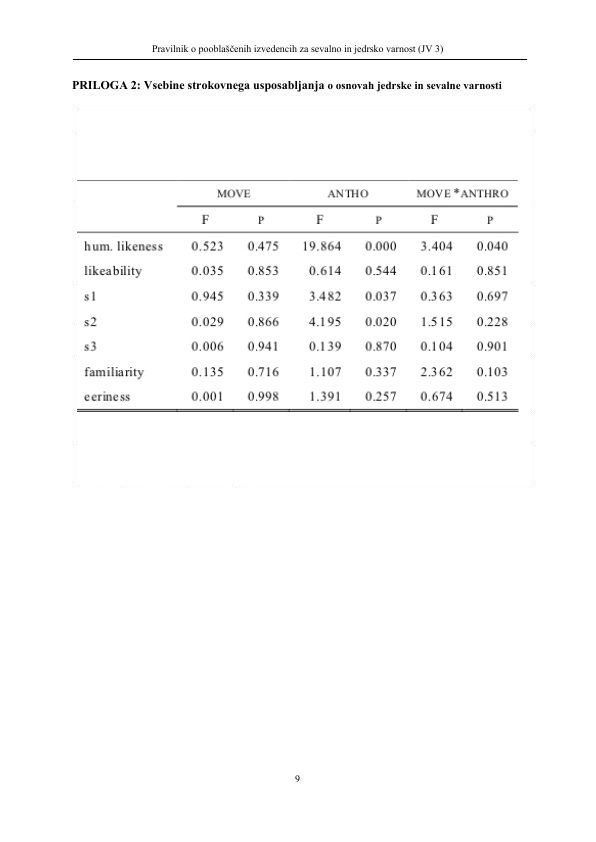 Pravilnik o pooblaščenih izvedencih za sevalno in jedrsko varnost (JV 3)
PRILOGA 2: Vsebine strokovnega usposabljanja o osnovah jedrske in sevalne varnosti
MOVE ANTHO MOVE *ANTHRO
F P F P F P
hum. likeness 0.523 0.475 19.864 0.000 3.404 0.040
likeability 0.035 0.853 0.614 0.544 0.161 0.851
s1 0.945 0.339 3.482 0.037 0.363 0.697
s2 0.029 0.866 4.195 0.020 1.515 0.228
s3 0.006 0.941 0.139 0.870 0.104 0.901
familiarity 0.135 0.716 1.107 0.337 2.362 0.103
eeriness 0.001 0.998 1.391 0.257 0.674 0.513
9